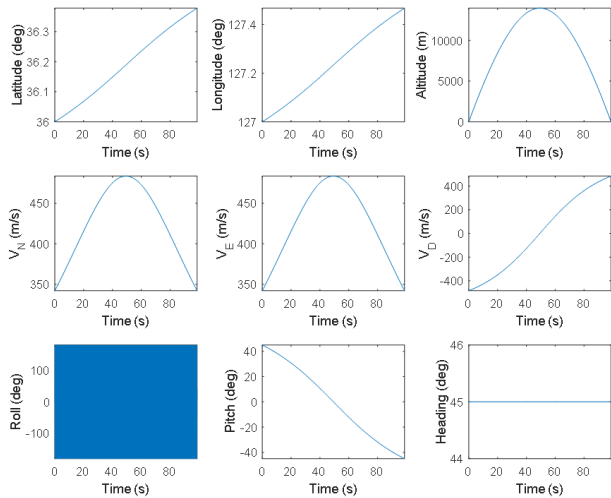 Latitude (deg)
36.3
36.2
36.1
36
0 20 40 60 80
Time (s)
Longitude (deg)
127.4
127.2
127
0 20 40 60 80
Time (s)
Altitude (m)
10000
5000
0
0 20 40 60 80
Time (s)
V_N (m/s)
450
400
350
0 20 40 60 80
Time (s)
V_E (m/s)
450
400
350
0 20 40 60 80
Time (s)
V_D (m/s)
400
200
0
-200
-400
0 20 40 60 80
Time (s)
Roll (deg)
100
0
-100
0 20 40 60 80
Time (s)
Pitch (deg)
40
20
0
-20
-40
0 20 40 60 80
Time (s)
Heading (deg)
46
45
44
0 20 40 60 80
Time (s)